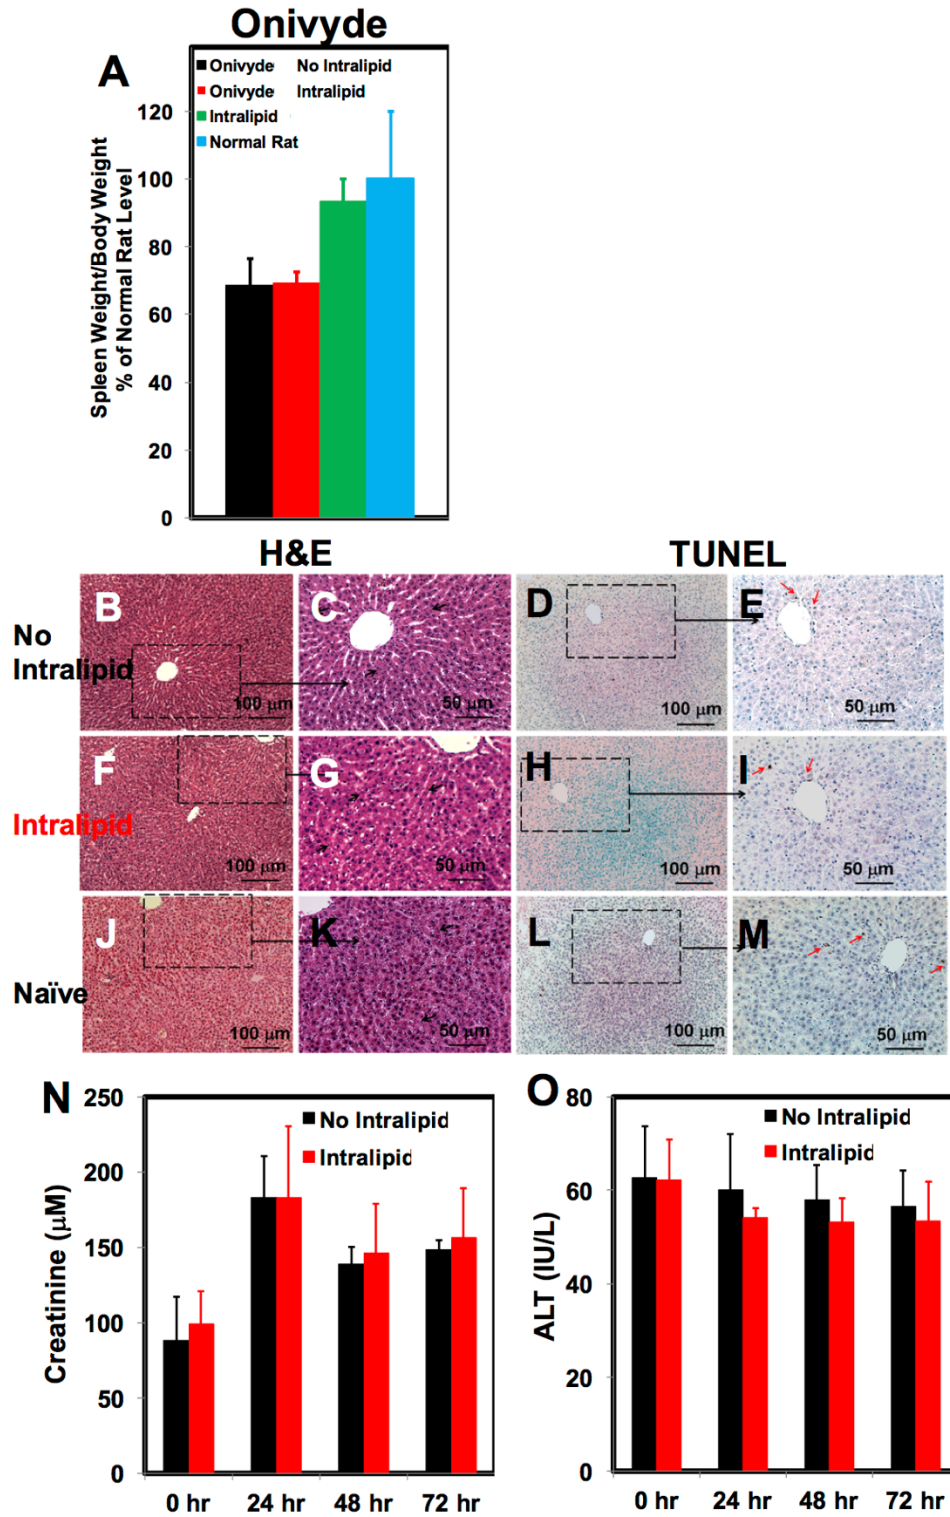 Onivyde
A
Onivyde No Intralipid
Onivyde Intralipid
Intralipid
Normal Rat
Spleen Weight/Body Weight
% of Normal Rat Level
120
100
80
60
40
20
0
H&E TUNEL
No
Intralipid
B C D E
100 μm 50 μm 100 μm 50 μm
Intralipid
F G H I
100 μm 50 μm 100 μm 50 μm
Naïve
J K L M
100 μm 50 μm 100 μm 50 μm
N
Creatinine (μM)
250
200
150
100
50
0
No Intralipid
Intralipid
0 hr 24 hr 48 hr 72 hr
O
ALT (IU/L)
80
60
40
20
0
No Intralipid
Intralipid
0 hr 24 hr 48 hr 72 hr